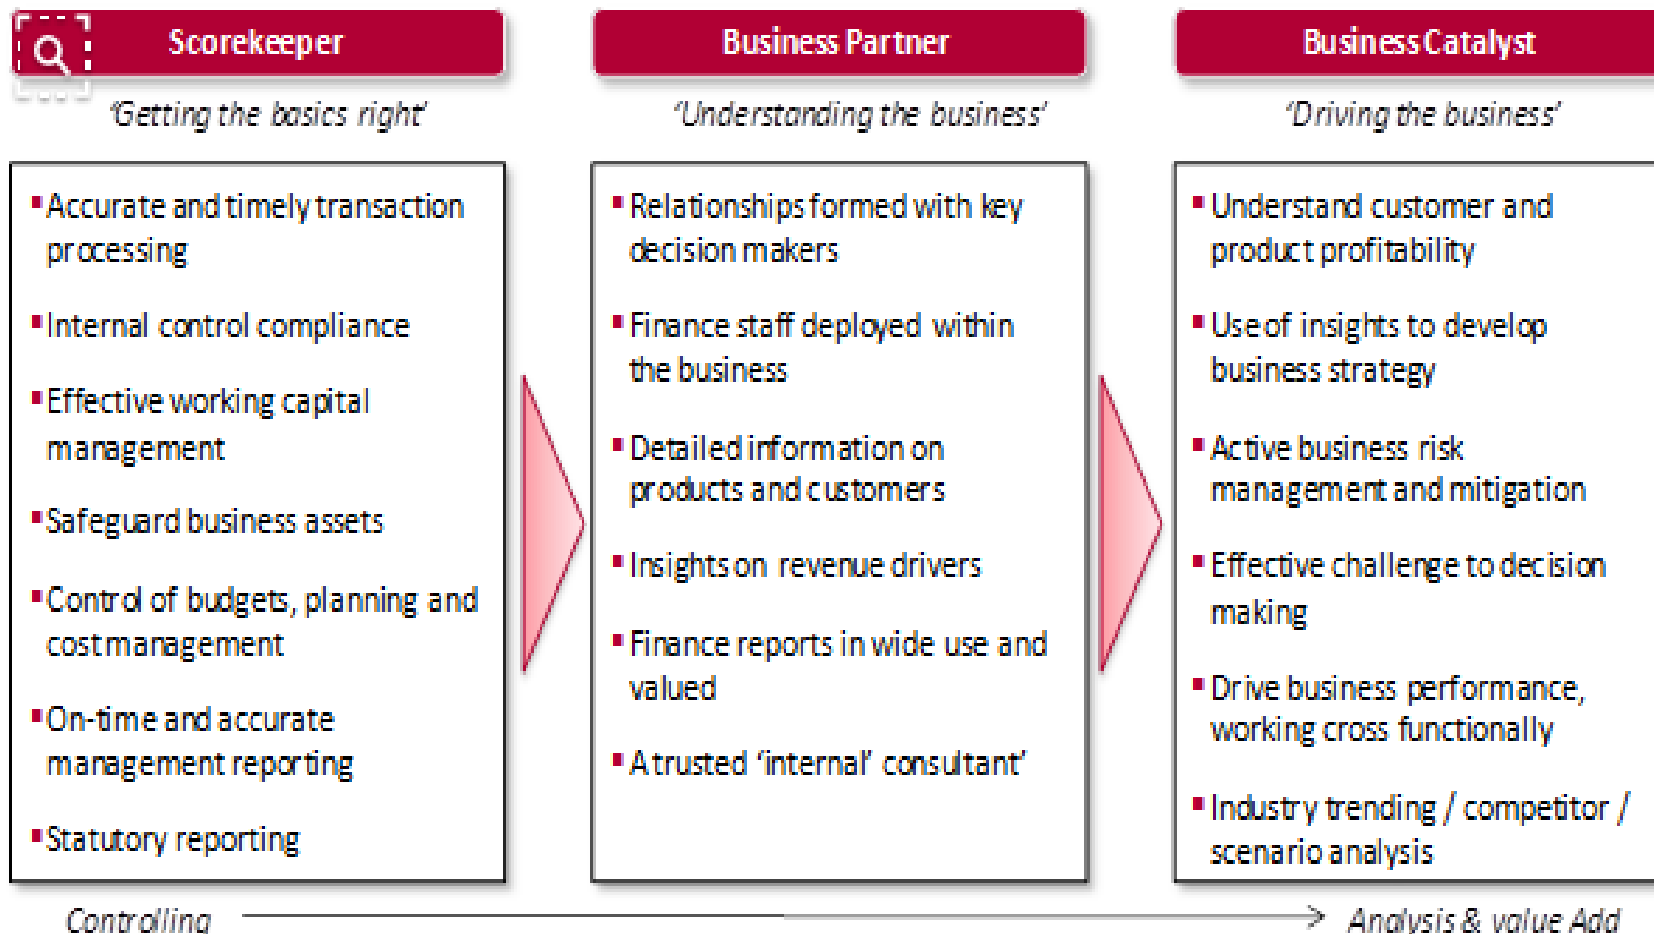 Scorekeeper
'Getting the basics right'
▪Accurate and timely transaction
processing
▪Internal control compliance
▪Effective working capital
management
▪Safeguard business assets
▪Control of budgets, planning and
cost management
▪On-time and accurate
management reporting
▪Statutory reporting
Business Partner
'Understanding the business'
▪Relationships formed with key
decision makers
▪Finance staff deployed within
the business
▪Detailed information on
products and customers
▪Insights on revenue drivers
▪Finance reports in wide use and
valued
▪A trusted 'internal' consultant'
Business Catalyst
'Driving the business'
▪Understand customer and
product profitability
▪Use of insights to develop
business strategy
▪Active business risk
management and mitigation
▪Effective challenge to decision
making
▪Drive business performance,
working cross functionally
▪Industry trending / competitor /
scenario analysis
Controlling
Analysis & value Add